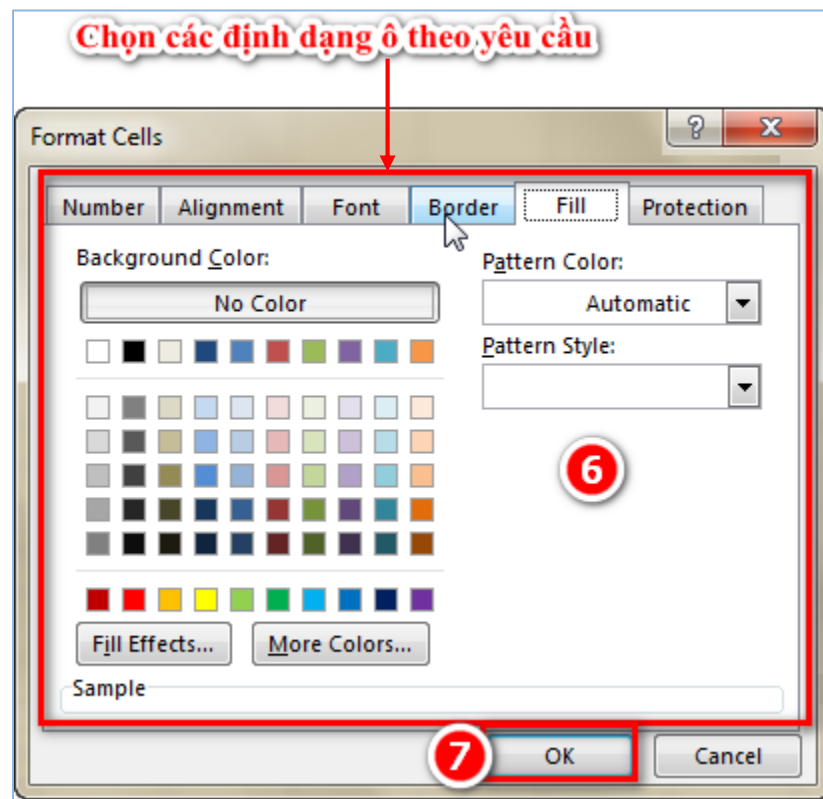 Chọn các định dạng ô theo yêu cầu
Format Cells
?
Number Alignment Font Border Fill Protection
Background Color: Pattern Color:
No Color Automatic
Pattern Style:
6
Fill Effects... More Colors...
Sample
7 OK Cancel